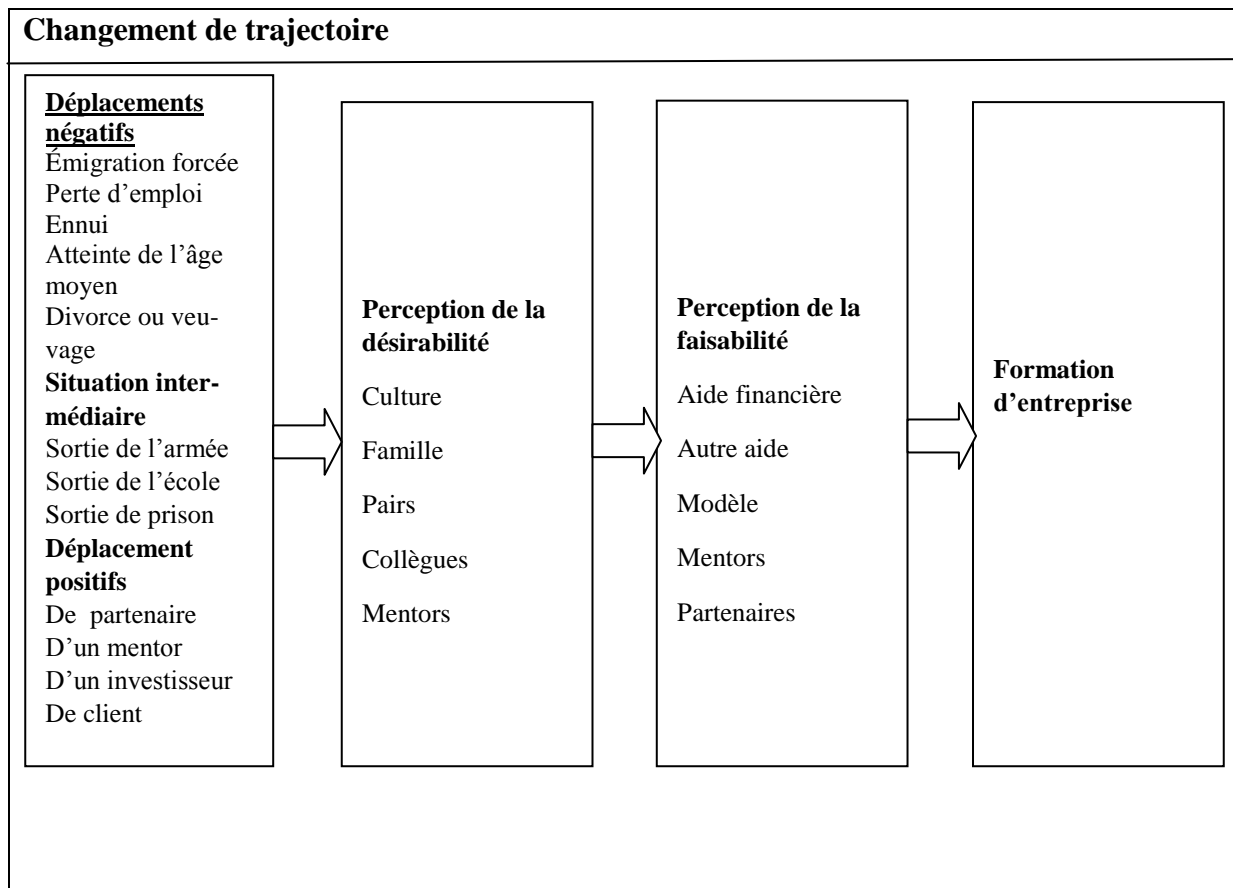 Changement de trajectoire
Déplacements
négatifs
Émigration forcée
Perte d'emploi
Ennui
Atteinte de l'âge
moyen
Divorce ou veu-
vage
Situation inter-
médiaire
Sortie de l'armée
Sortie de l'école
Sortie de prison
Déplacement
positifs
De  partenaire
D'un mentor
D'un investisseur
De client
Perception de la
désirabilité
Culture
Famille
Pairs
Collègues
Mentors
Perception de la
faisabilité
Aide financière
Autre aide
Modèle
Mentors
Partenaires
Formation
d'entreprise